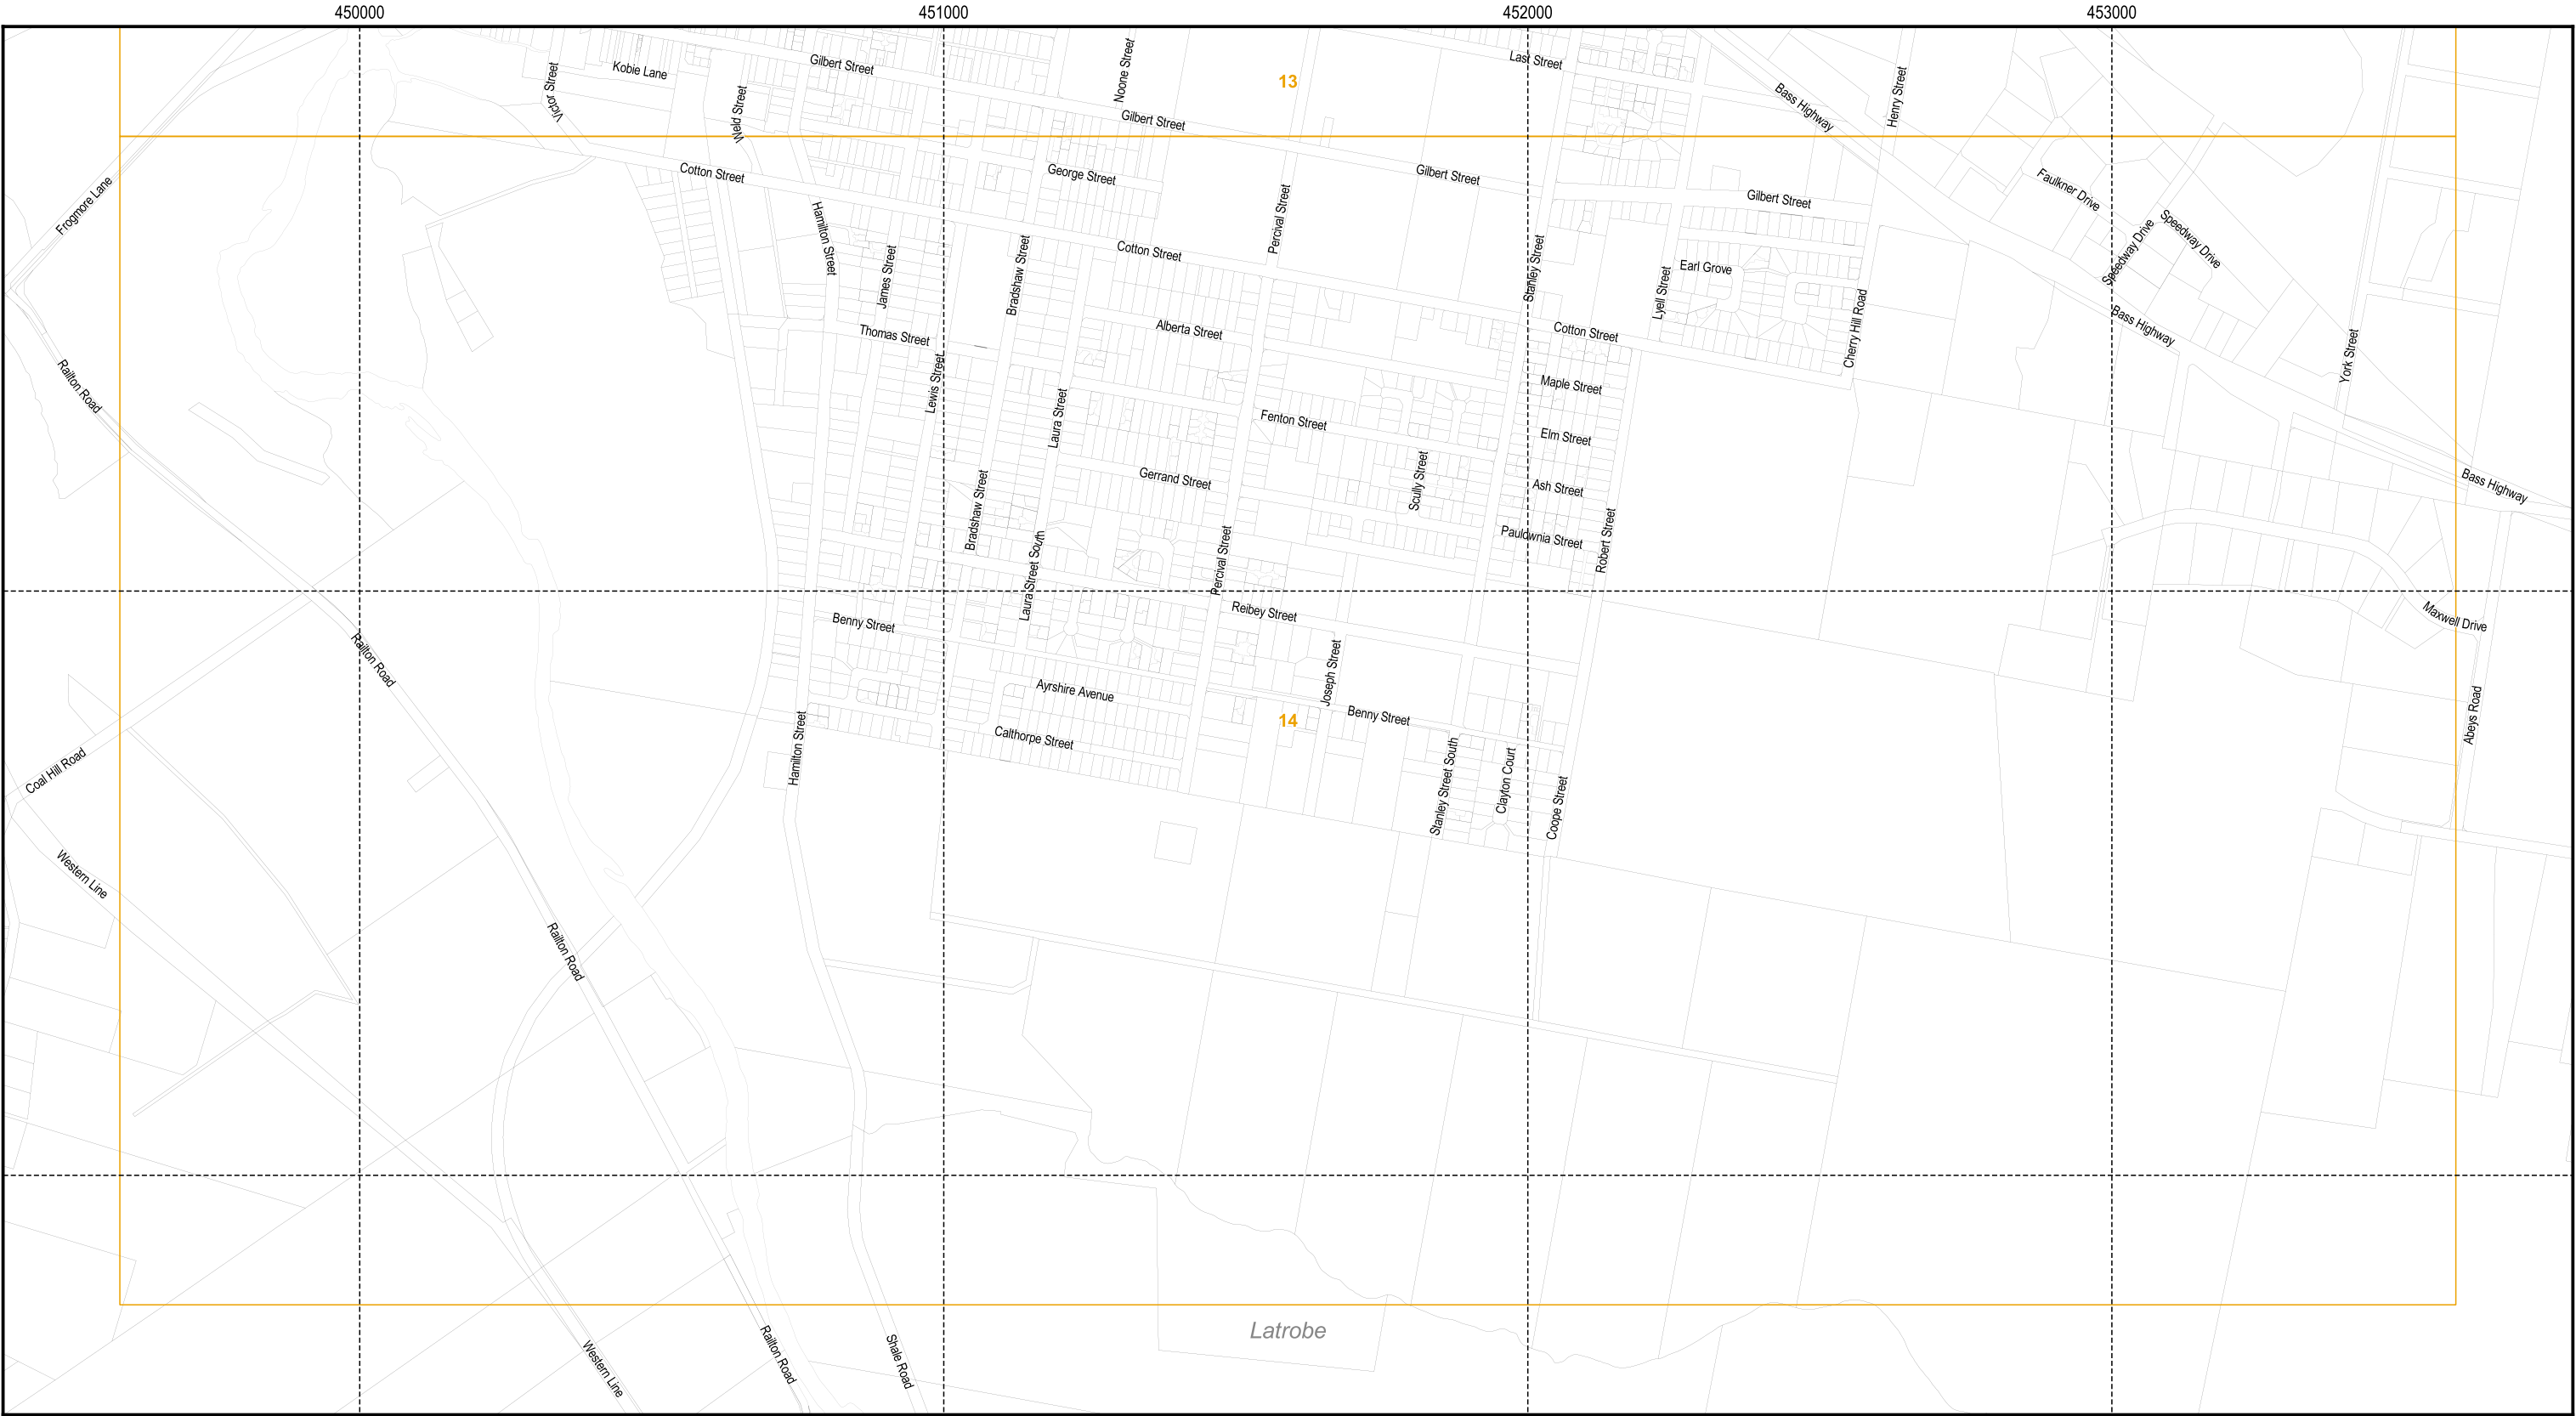 450000
451000
452000
453000
Kobie Lane
Gilbert Street
Victor Street
Weld Street
Noone Street
13
Last Street
Bass Highway
Henry Street
Gilbert Street
Cotton Street
George Street
Gilbert Street
Gilbert Street
Faulkner Drive
Speedway Drive
Speedway Drive
Frogmore Lane
Hamilton Street
Percival Street
Cotton Street
James Street
Bradshaw Street
Stanley Street
Earl Grove
Lyell Street
Cherry Hill Road
Bass Highway
York Street
Thomas Street
Alberta Street
Cotton Street
Railton Road
Lewis Street
Laura Street
Maple Street
Fenton Street
Elm Street
Gerrand Street
Scully Street
Ash Street
Bass Highway
Bradshaw Street
Laura Street South
Percival Street
Pauldwnia Street
Robert Street
Reibey Street
Benny Street
Maxwell Drive
Railton Road
Joseph Street
Ayrshire Avenue
14
Benny Street
Abeys Road
Calthorpe Street
Hamilton Street
Coal Hill Road
Stanley Street South
Clayton Court
Coope Street
Western Line
Railton Road
Latrobe
Railton Road
Shale Road
Western Line